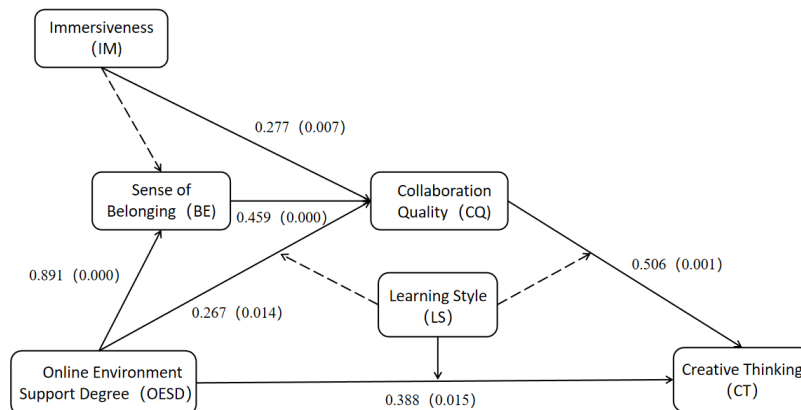 Immersiveness
（IM）
0.277（0.007）
Sense of
Belonging（BE）
0.459（0.000）
Collaboration
Quality（CQ）
0.891（0.000）
0.267（0.014）
Learning Style
（LS）
0.506（0.001）
Online Environment
Support Degree（OESD）
0.388（0.015）
Creative Thinking
（CT）